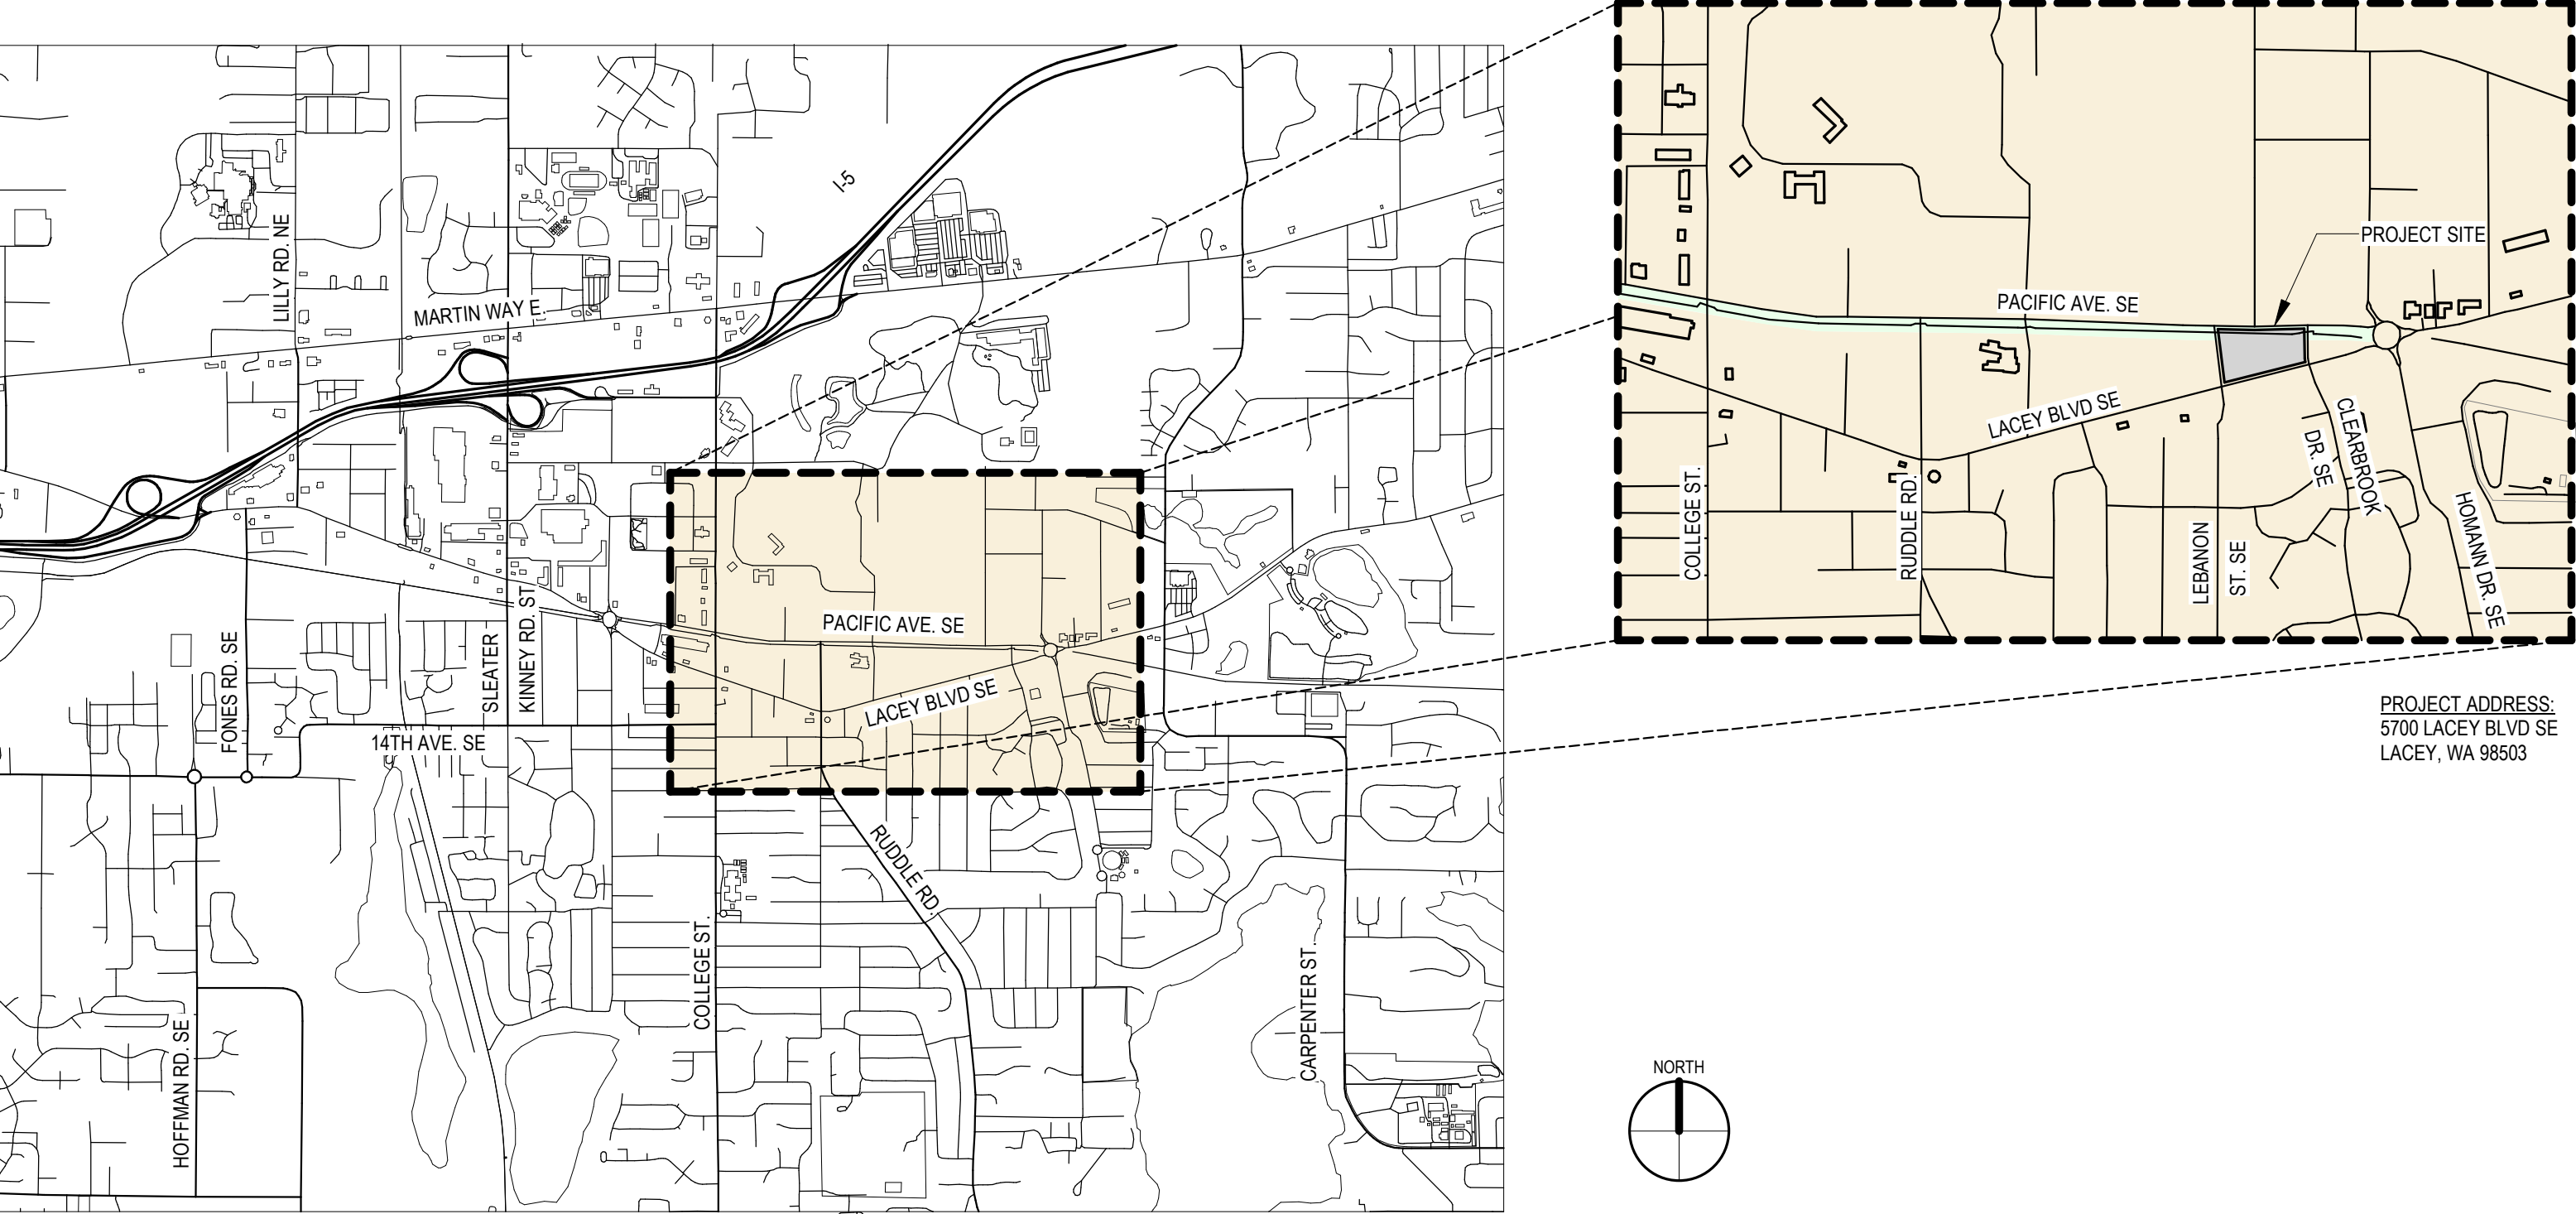 I-5
LILLY RD. NE
MARTIN WAY E.
FONES RD. SE
SLEATER
KINNEY RD. ST.
14TH AVE. SE
PACIFIC AVE. SE
LACEY BLVD SE
RUDDLE RD.
COLLEGE ST.
CARPENTER ST.
HOFFMAN RD. SE
PROJECT SITE
PACIFIC AVE. SE
LACEY BLVD SE
COLLEGE ST.
RUDDLE RD.
LEBANON
ST. SE
CLEARBROOK
DR. SE
HOMANN DR. SE
PROJECT ADDRESS:
5700 LACEY BLVD SE
LACEY, WA 98503
NORTH